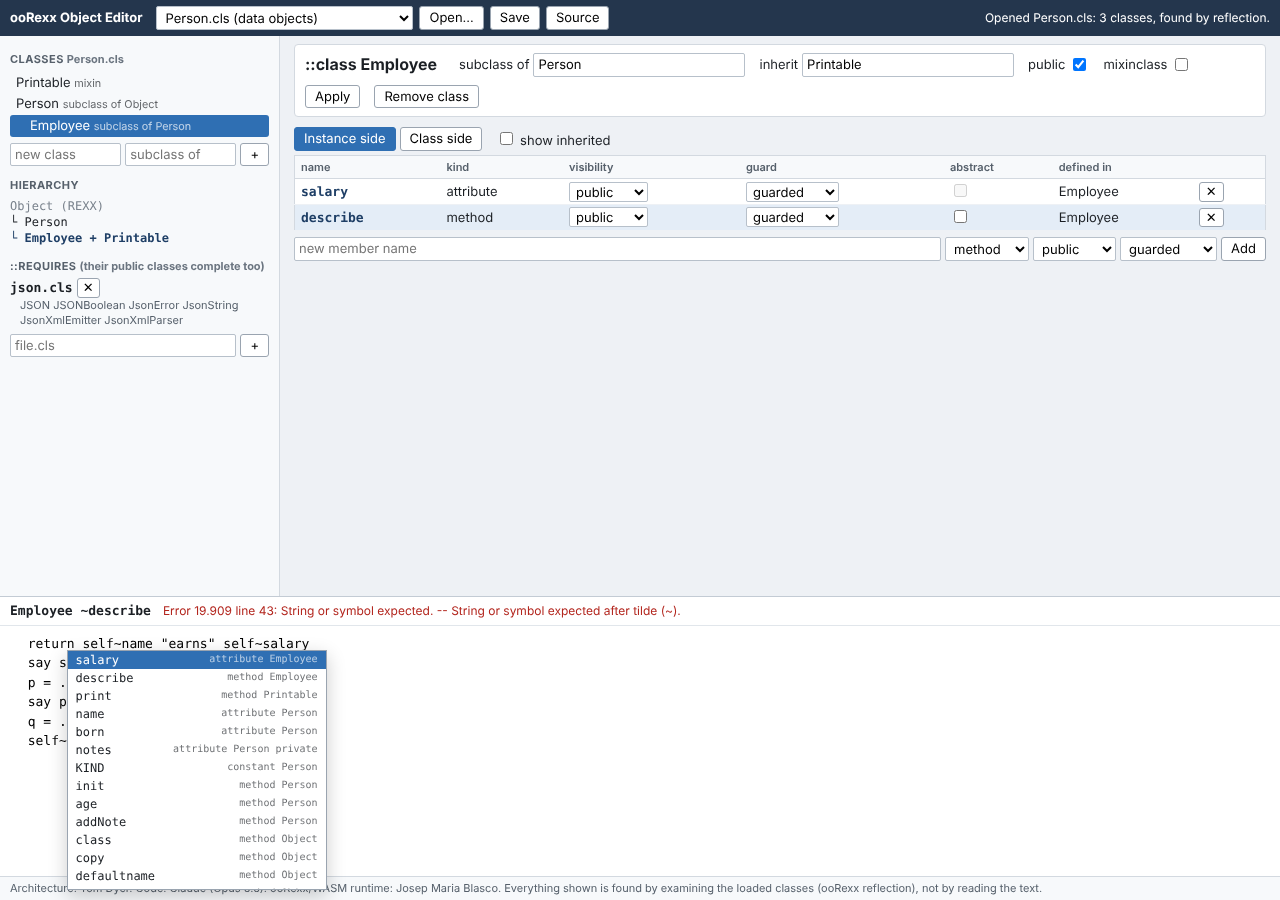 ooRexx Object Editor Person.cls (data objects) Open... Save Source Opened Person.cls: 3 classes, found by reflection.
CLASSES Person.cls
Printable mixin
Person subclass of Object
Employee subclass of Person
new class subclass of +
HIERARCHY
Object (REXX)
└ Person
└ Employee + Printable
::REQUIRES (their public classes complete too)
json.cls ✕
JSON JSONBoolean JsonError JsonString
JsonXmlEmitter JsonXmlParser
file.cls +
::class Employee subclass of Person inherit Printable public mixinclass
Apply Remove class
Instance side Class side show inherited
name kind visibility guard abstract defined in
salary attribute public guarded Employee ✕
describe method public guarded Employee ✕
new member name method public guarded Add
Employee ~describe Error 19.909 line 43: String or symbol expected. -- String or symbol expected after tilde (~).
return self~name "earns" self~salary
say s
p = .
say p
q = .
self~
salary attribute Employee
describe method Employee
print method Printable
name attribute Person
born attribute Person
notes attribute Person private
KIND constant Person
init method Person
age method Person
addNote method Person
class method Object
copy method Object
defaultname method Object
Runtime: Josep Maria Blasco. Everything shown is found by examining the loaded classes (ooRexx reflection), not by reading the text.